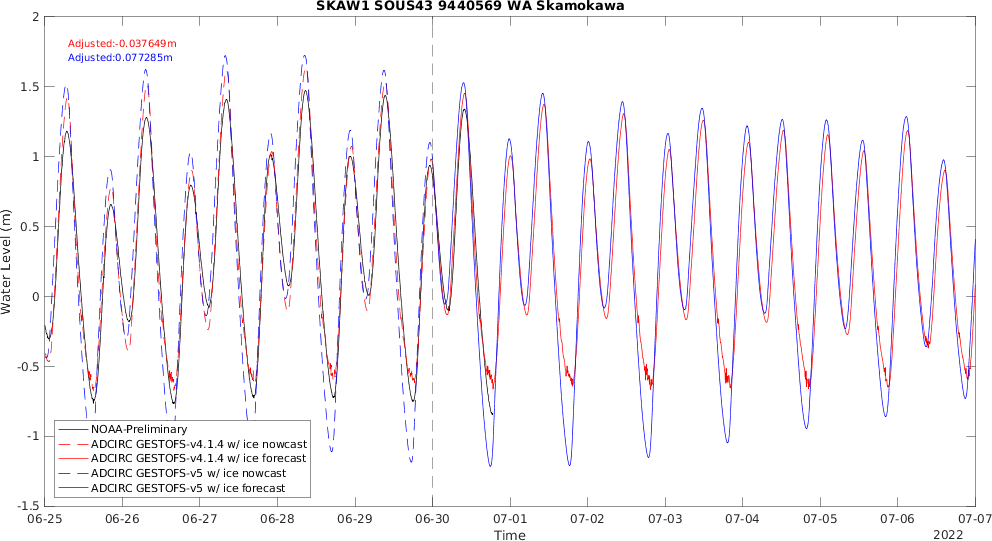 SKAW1 SOUS43 9440569 WA Skamokawa
Adjusted:-0.037649m
Adjusted:0.077285m
2
1.5
1
0.5
0
-0.5
-1
-1.5
Water Level (m)
NOAA-Preliminary
ADCIRC GESTOFS-v4.1.4 w/ ice nowcast
ADCIRC GESTOFS-v4.1.4 w/ ice forecast
ADCIRC GESTOFS-v5 w/ ice nowcast
ADCIRC GESTOFS-v5 w/ ice forecast
06-25 06-26 06-27 06-28 06-29 06-30 07-01 07-02 07-03 07-04 07-05 07-06 07-07
Time
2022